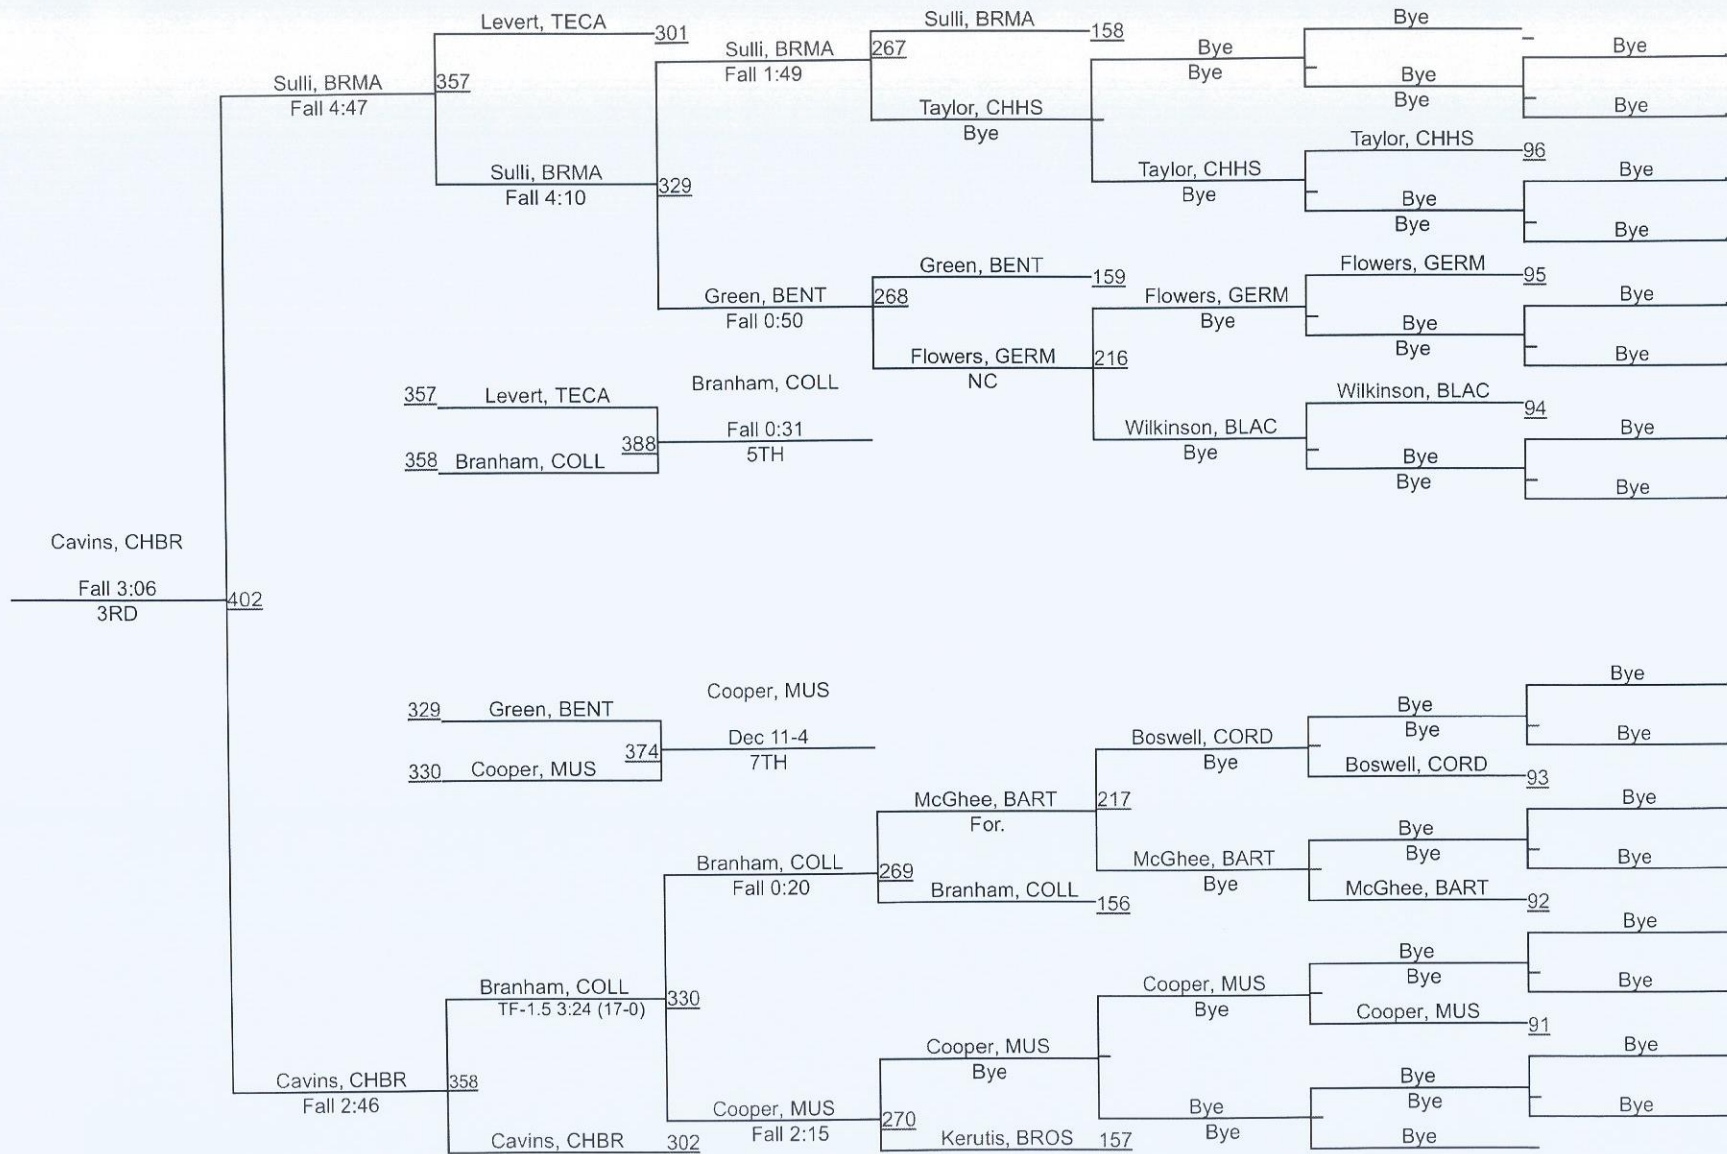 Levert, TECA
301
Sulli, BRMA
158
Bye
Bye
Sulli, BRMA
Fall 1:49
267
Bye
Bye
Bye
Bye
Sulli, BRMA
Fall 4:47
357
Taylor, CHHS
Bye
Bye
Sulli, BRMA
Fall 4:10
329
Taylor, CHHS
Bye
Taylor, CHHS
96
Bye
Bye
Bye
Bye
Green, BENT
Fall 0:50
268
Green, BENT
159
Flowers, GERM
Bye
Flowers, GERM
95
Bye
Bye
Bye
Bye
Flowers, GERM
NC
216
357
Levert, TECA
388
358
Branham, COLL
Branham, COLL
Fall 0:31
5TH
Wilkinson, BLAC
Bye
Wilkinson, BLAC
94
Bye
Bye
Bye
Bye
Cavins, CHBR
Fall 3:06
3RD
402
329
Green, BENT
374
330
Cooper, MUS
Cooper, MUS
Dec 11-4
7TH
Boswell, CORD
Bye
Bye
Bye
Boswell, CORD
93
Bye
Bye
McGhee, BART
For.
217
Branham, COLL
Fall 0:20
269
Branham, COLL
156
McGhee, BART
Bye
Bye
Bye
McGhee, BART
92
Bye
Bye
Branham, COLL
TF-1.5 3:24 (17-0)
330
Cooper, MUS
Bye
Bye
Bye
Cooper, MUS
91
Bye
Bye
Cavins, CHBR
Fall 2:46
358
Cooper, MUS
Fall 2:15
270
Cooper, MUS
Bye
Bye
Bye
Bye
Bye
Bye
Bye
Bye
Cavins, CHBR
302
Kerutis, BROS
157